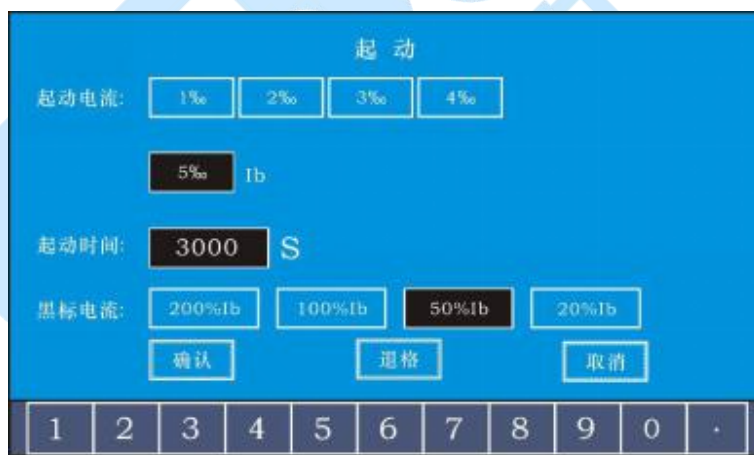 起 动
起动电流: 1‰ 2‰ 3‰ 4‰
5‰ Ib
起动时间: 3000 S
黑标电流: 200%Ib 100%Ib 50%Ib 20%Ib
确认 退格 取消
1 2 3 4 5 6 7 8 9 0 .